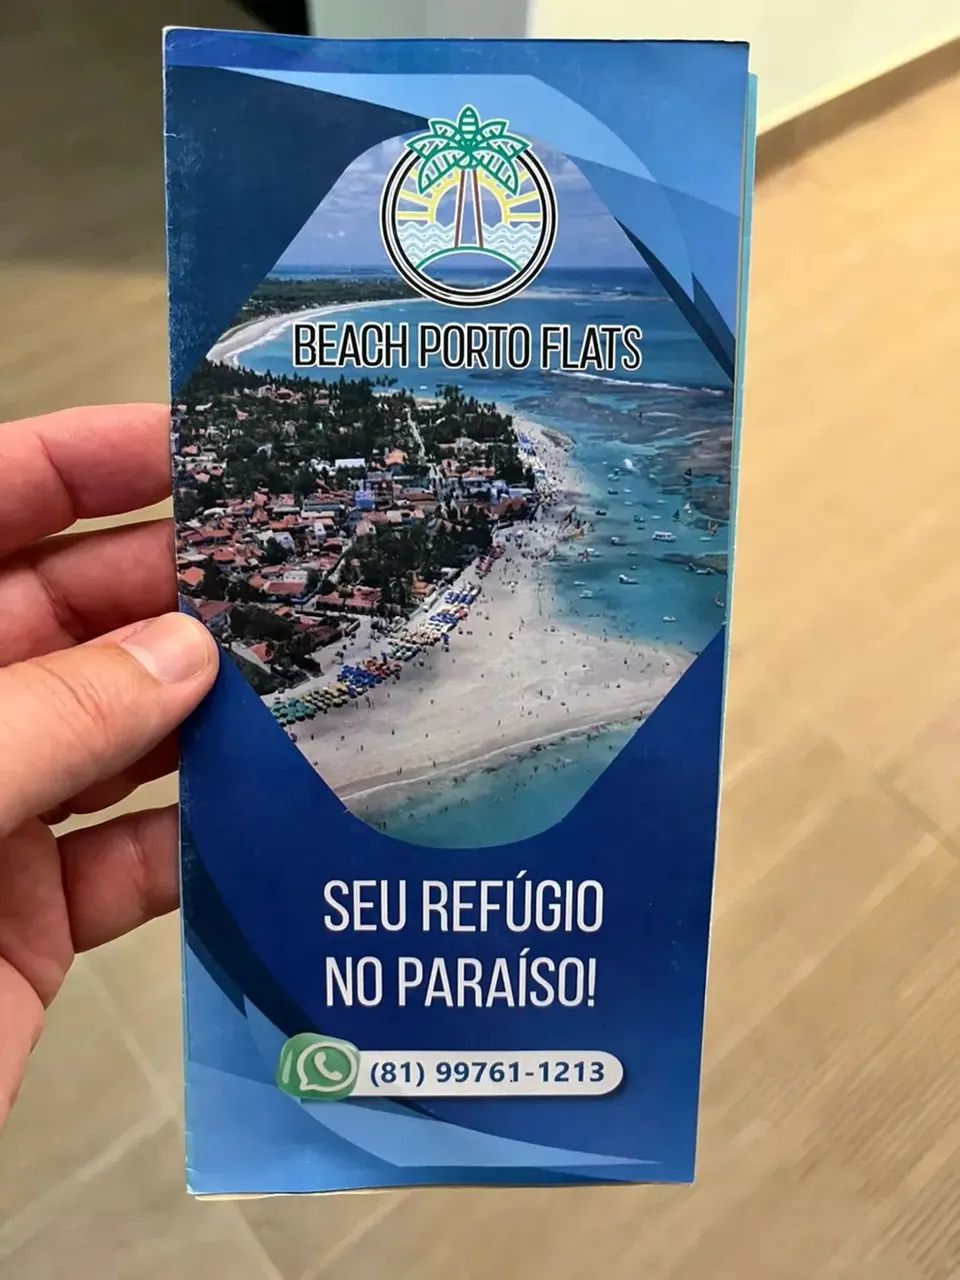 BEACH PORTO FLATS
SEU REFÚGIO
NO PARAÍSO!
(81) 99761-1213